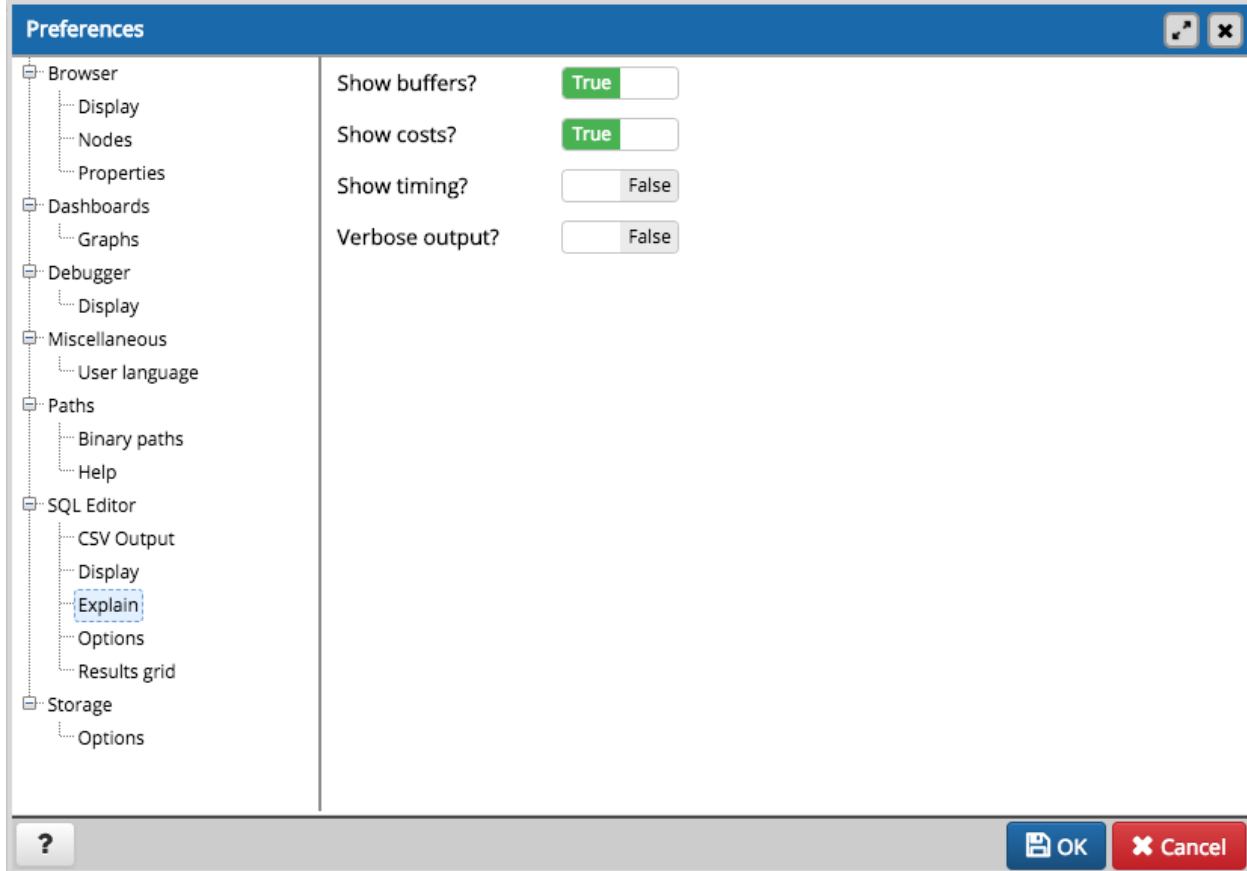 Preferences
Browser
Display
Nodes
Properties
Dashboards
Graphs
Debugger
Display
Miscellaneous
User language
Paths
Binary paths
Help
SQL Editor
CSV Output
Display
Explain
Options
Results grid
Storage
Options
Show buffers? True
Show costs? True
Show timing? False
Verbose output? False
?
OK
Cancel